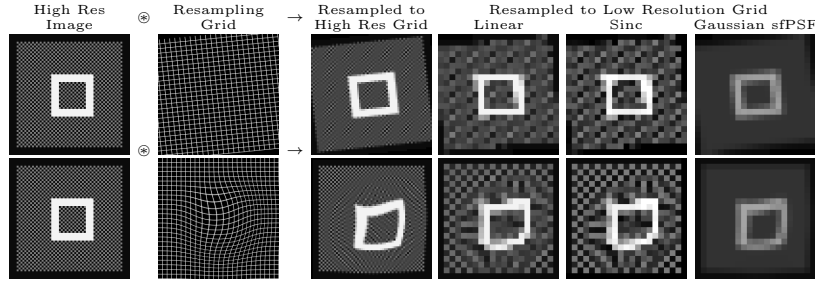 High Res Image ⊛ Resampling Grid → Resampled to High Res Grid
Resampled to Low Resolution Grid
Linear Sinc Gaussian sfPSF
⊛ →